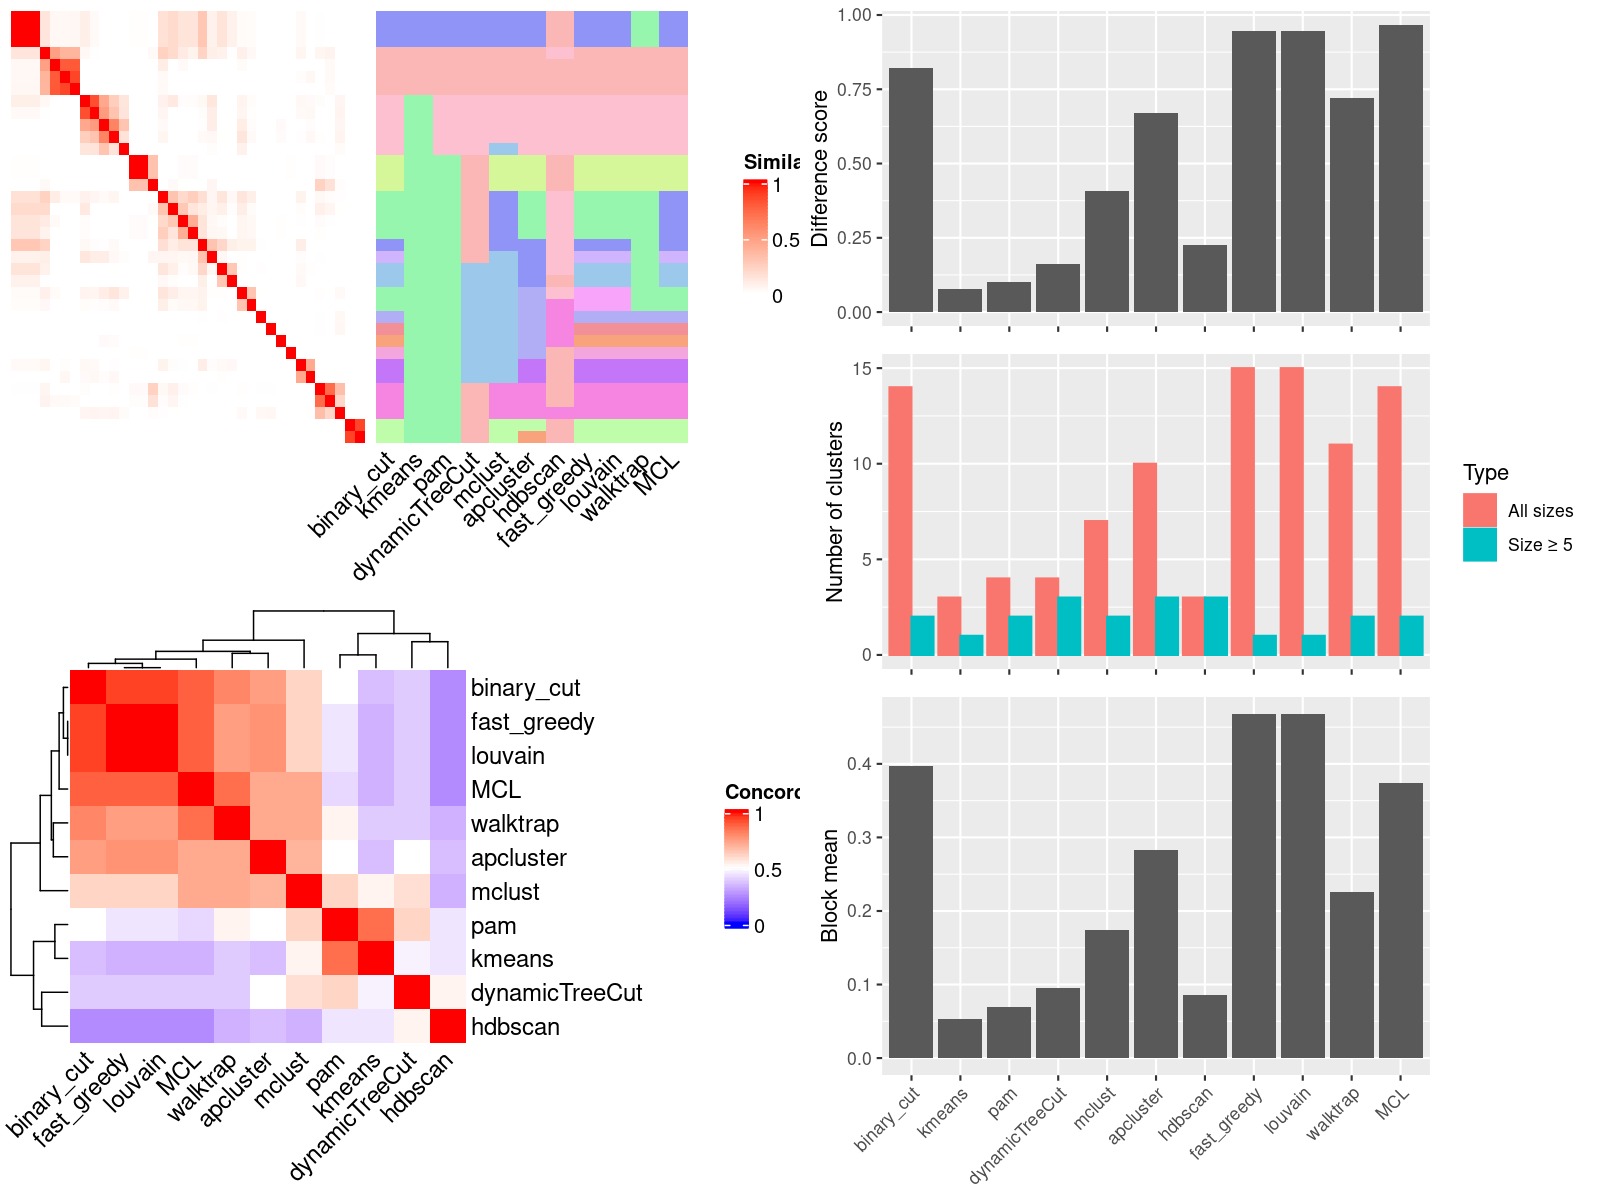 Simila
1
0.5
0
binary_cut
kmeans
pam
dynamicTreeCut
mclust
apcluster
hdbscan
fast_greedy
louvain
walktrap
MCL
binary_cut
fast_greedy
louvain
MCL
walktrap
apcluster
mclust
pam
kmeans
dynamicTreeCut
hdbscan
Concord
1
0.5
0
binary_cut
fast_greedy
louvain
MCL
walktrap
apcluster
mclust
pam
kmeans
dynamicTreeCut
hdbscan
Difference score
1.00
0.75
0.50
0.25
0.00
Number of clusters
15
10
5
0
Type
All sizes
Size ≥ 5
Block mean
0.4
0.3
0.2
0.1
0.0
binary_cut
kmeans
pam
dynamicTreeCut
mclust
apcluster
hdbscan
fast_greedy
louvain
walktrap
MCL